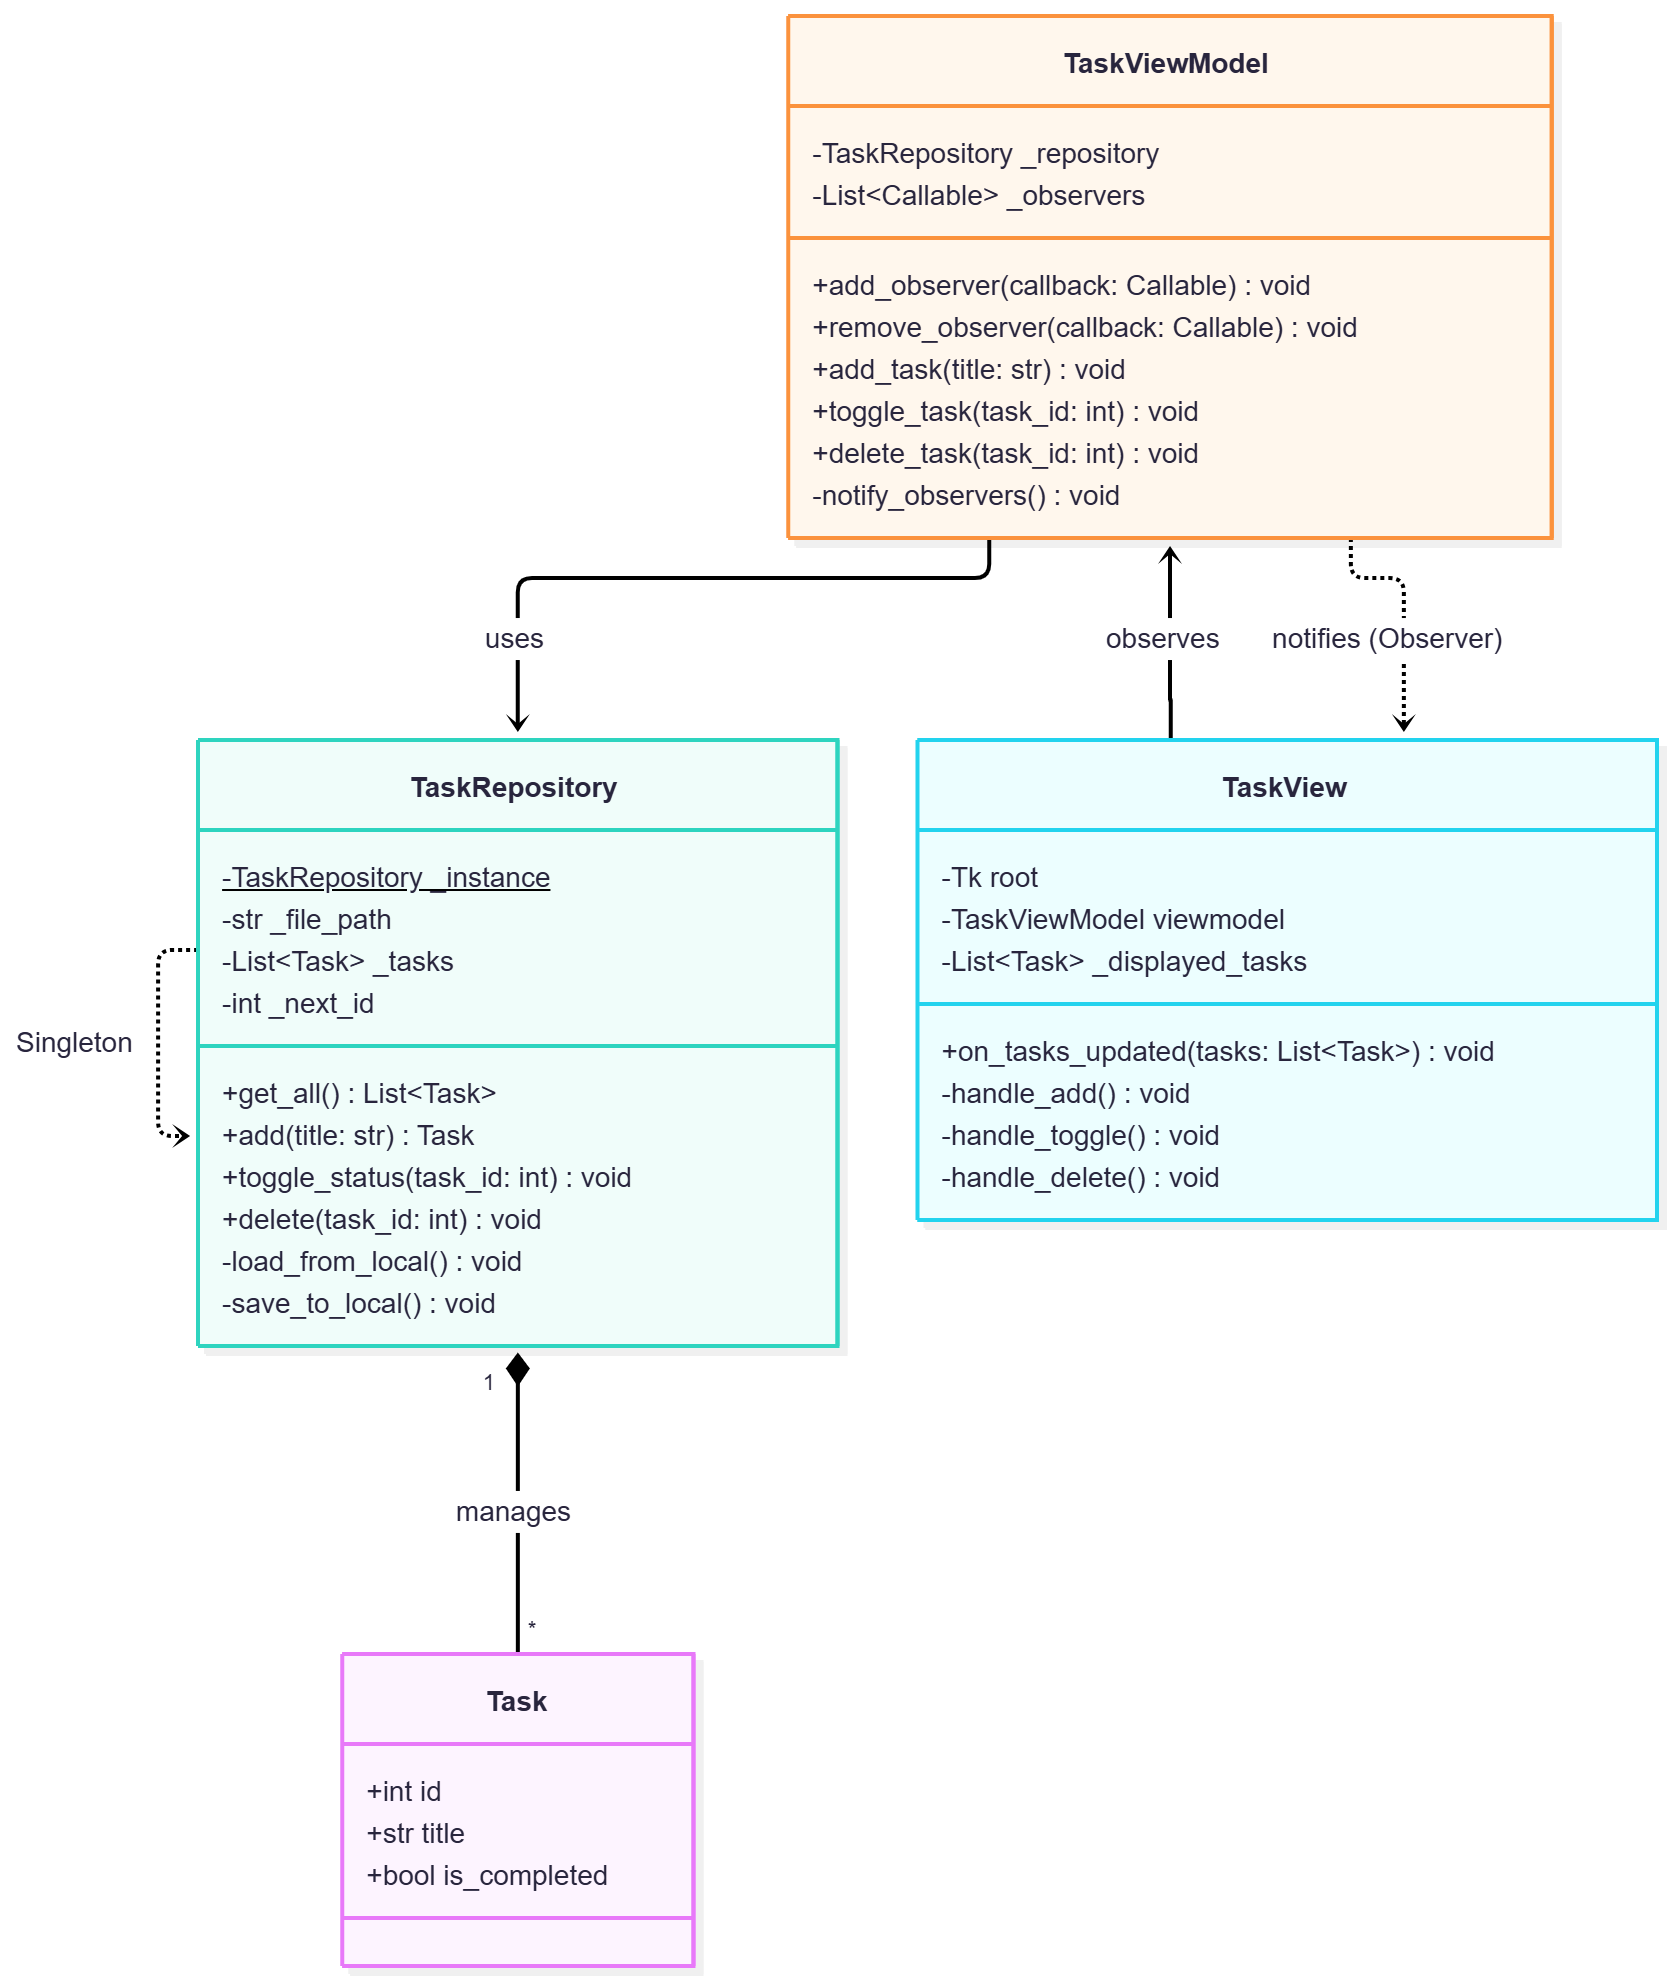 TaskViewModel
-TaskRepository _repository
-List<Callable> _observers
+add_observer(callback: Callable) : void
+remove_observer(callback: Callable) : void
+add_task(title: str) : void
+toggle_task(task_id: int) : void
+delete_task(task_id: int) : void
-notify_observers() : void
uses
observes
notifies (Observer)
TaskRepository
-TaskRepository _instance
-str _file_path
-List<Task> _tasks
-int _next_id
+get_all() : List<Task>
+add(title: str) : Task
+toggle_status(task_id: int) : void
+delete(task_id: int) : void
-load_from_local() : void
-save_to_local() : void
Singleton
TaskView
-Tk root
-TaskViewModel viewmodel
-List<Task> _displayed_tasks
+on_tasks_updated(tasks: List<Task>) : void
-handle_add() : void
-handle_toggle() : void
-handle_delete() : void
1
manages
*
Task
+int id
+str title
+bool is_completed